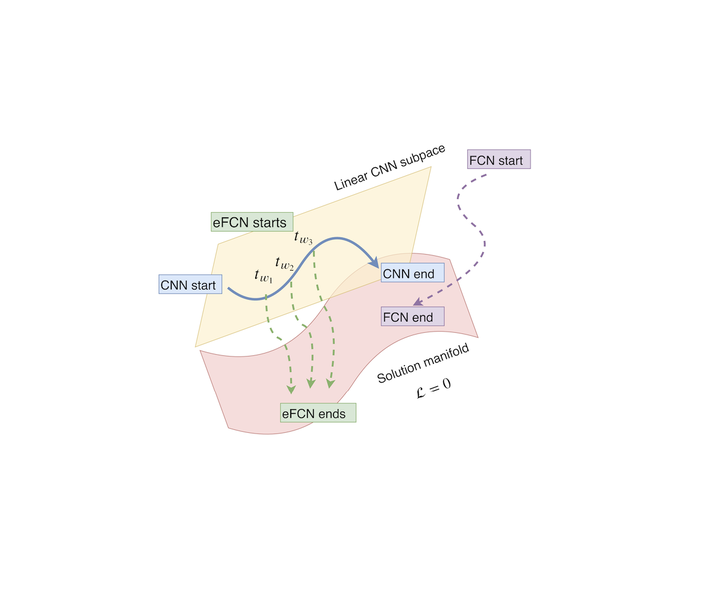 Linear CNN subpace
FCN start
eFCN starts
t_{w_3}
t_{w_2}
t_{w_1}
CNN start
CNN end
FCN end
Solution manifold
ℒ = 0
eFCN ends